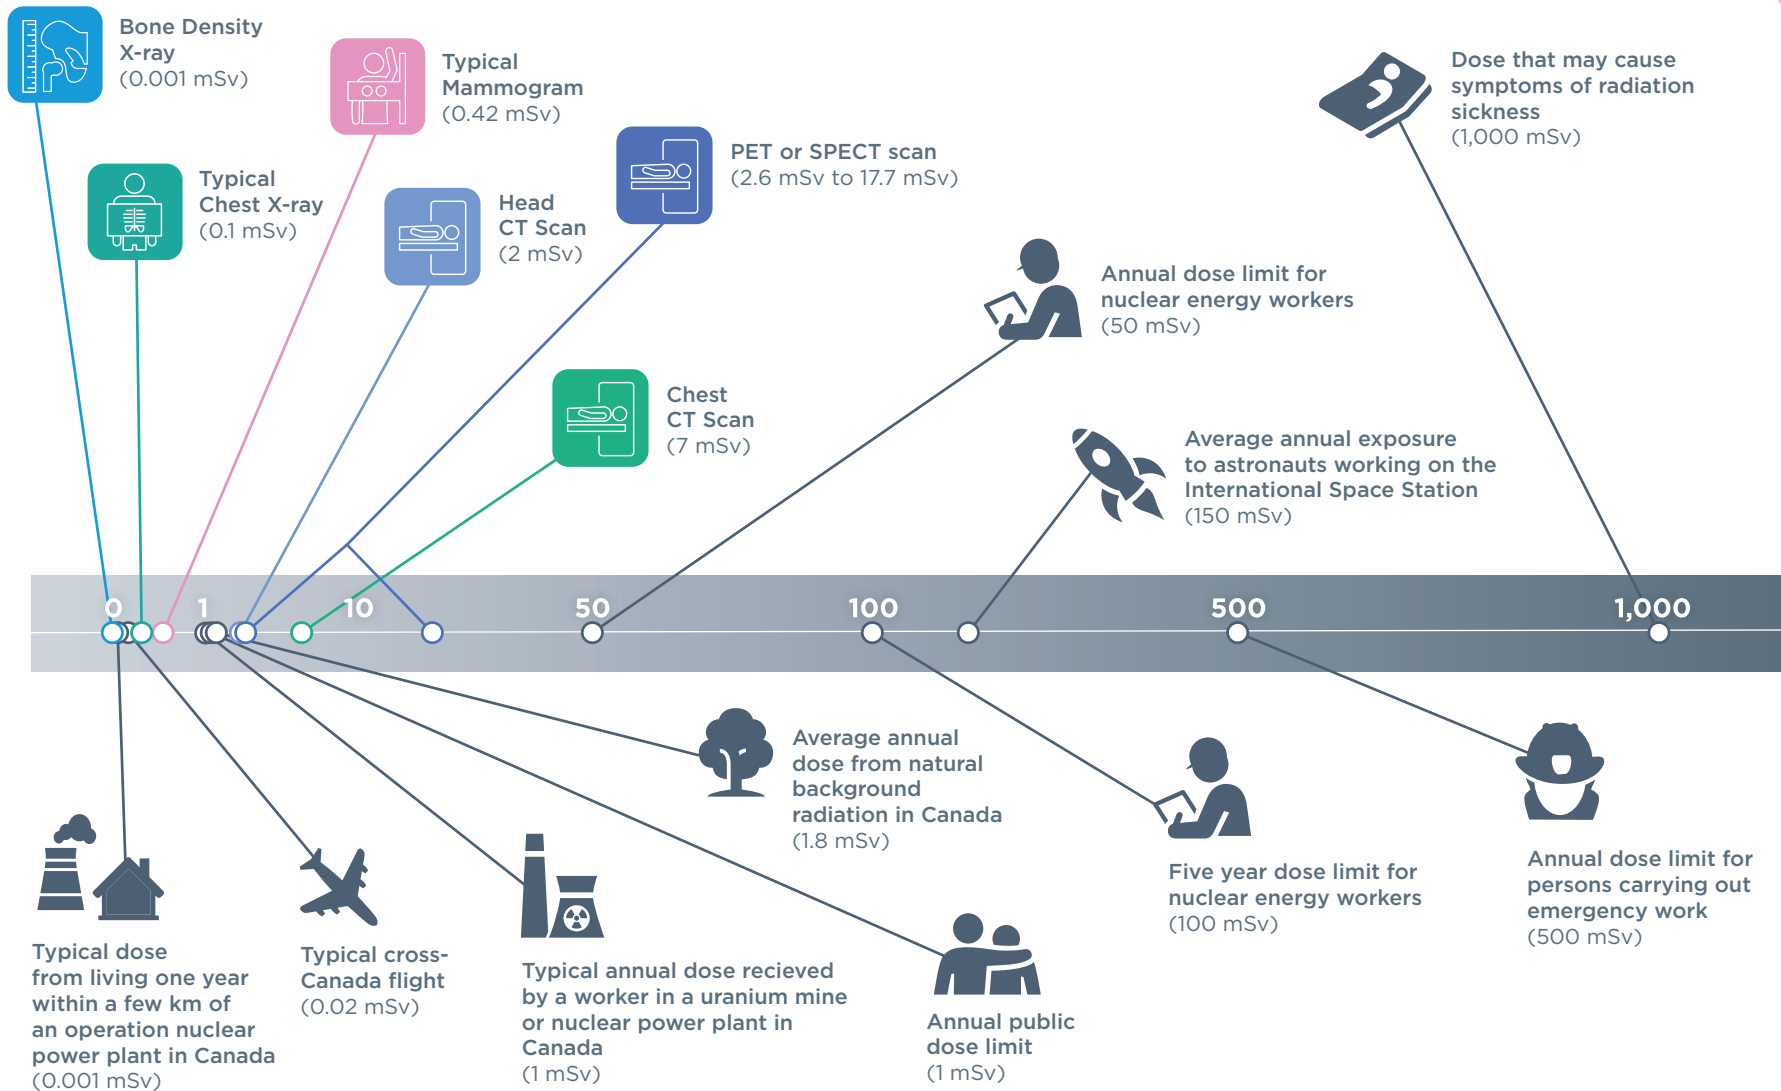 Bone Density
X-ray
(0.001 mSv)
Typical
Chest X-ray
(0.1 mSv)
Typical
Mammogram
(0.42 mSv)
Head
CT Scan
(2 mSv)
PET or SPECT scan
(2.6 mSv to 17.7 mSv)
Chest
CT Scan
(7 mSv)
Annual dose limit for
nuclear energy workers
(50 mSv)
Average annual exposure
to astronauts working on the
International Space Station
(150 mSv)
Dose that may cause
symptoms of radiation
sickness
(1,000 mSv)
0 1 10 50 100 500 1,000
Typical dose
from living one year
within a few km of
an operation nuclear
power plant in Canada
(0.001 mSv)
Typical cross-
Canada flight
(0.02 mSv)
Typical annual dose recieved
by a worker in a uranium mine
or nuclear power plant in
Canada
(1 mSv)
Average annual
dose from natural
background
radiation in Canada
(1.8 mSv)
Annual public
dose limit
(1 mSv)
Five year dose limit for
nuclear energy workers
(100 mSv)
Annual dose limit for
persons carrying out
emergency work
(500 mSv)